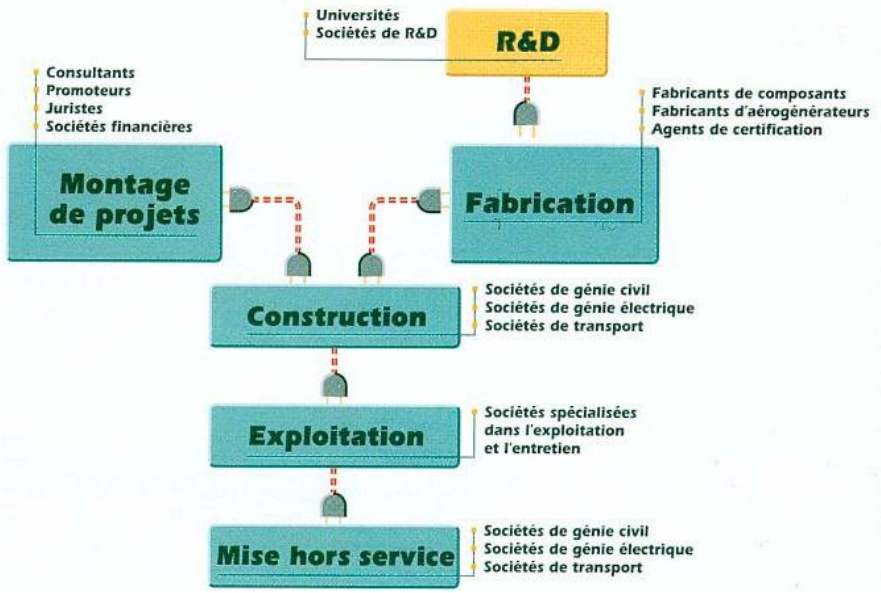 Universités
Sociétés de R&D
R&D
Consultants
Promoteurs
Juristes
Sociétés financières
Fabricants de composants
Fabricants d'aérogénérateurs
Agents de certification
Montage
de projets
Fabrication
Construction
Sociétés de génie civil
Sociétés de génie électrique
Sociétés de transport
Exploitation
Sociétés spécialisées
dans l'exploitation
et l'entretien
Mise hors service
Sociétés de génie civil
Sociétés de génie électrique
Sociétés de transport